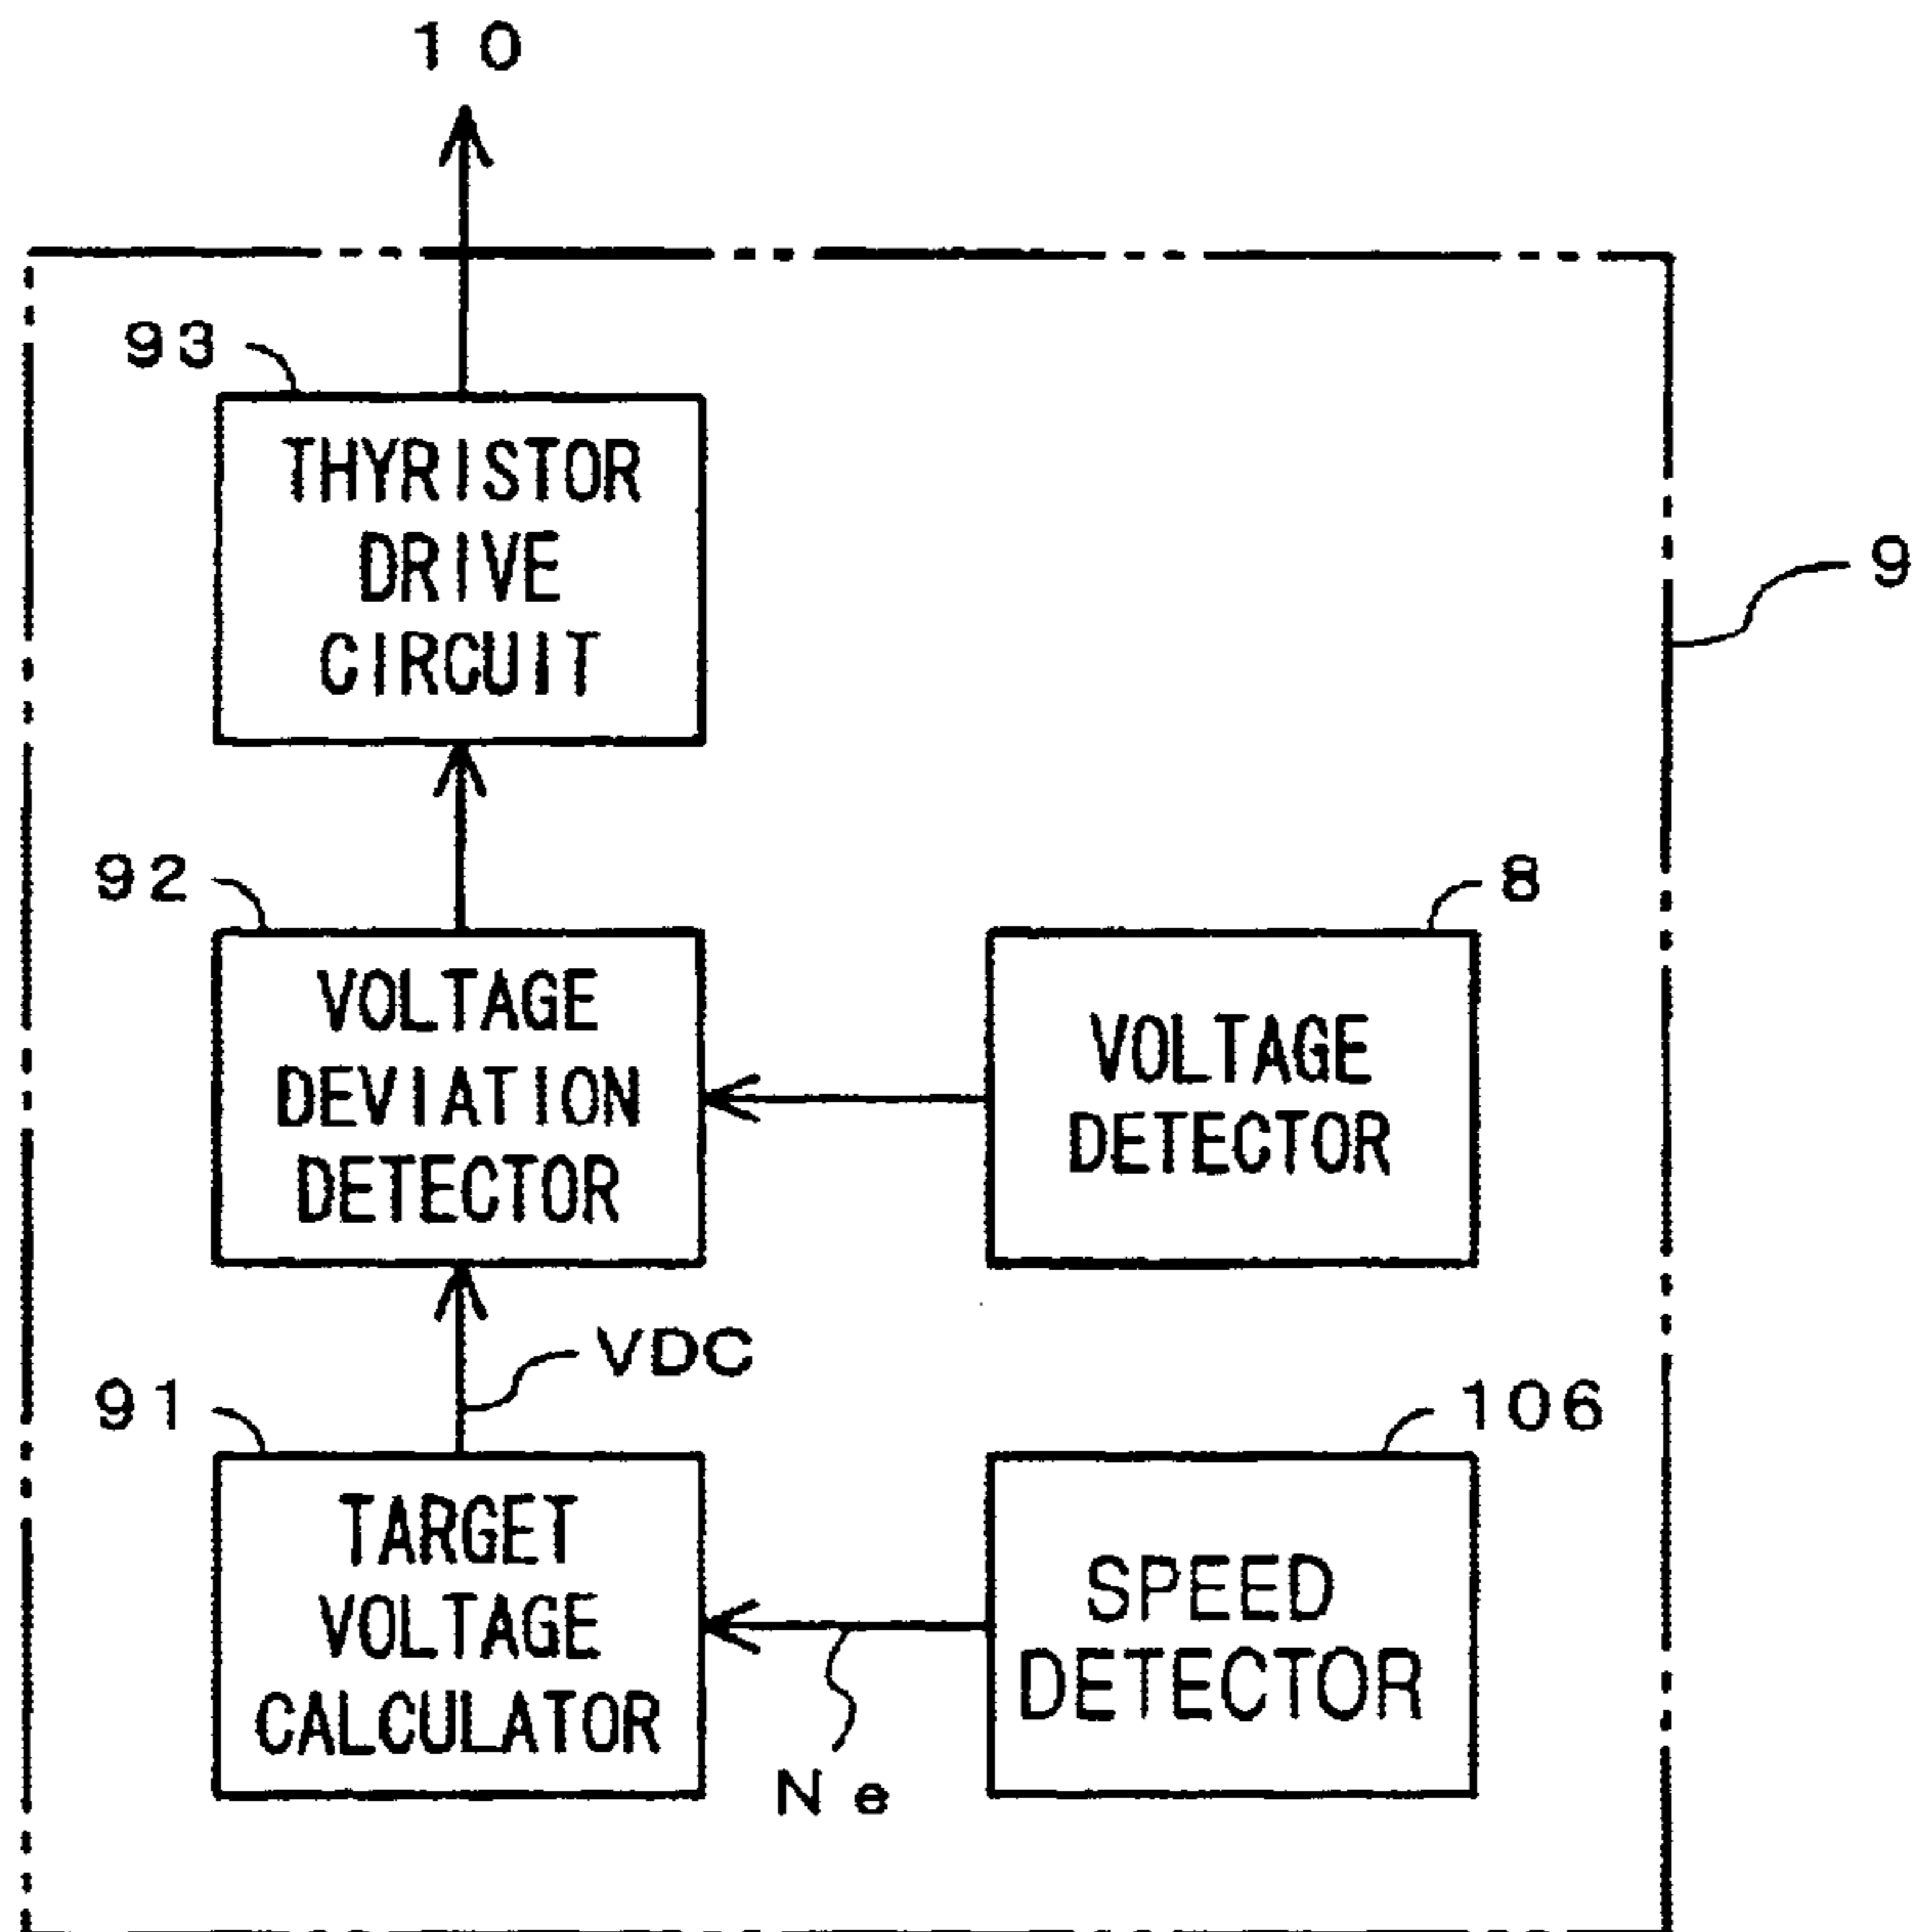 10
93
THYRISTOR
DRIVE
CIRCUIT
9
92
VOLTAGE
DEVIATION
DETECTOR
8
VOLTAGE
DETECTOR
VDC
91
TARGET
VOLTAGE
CALCULATOR
106
SPEED
DETECTOR
Ne